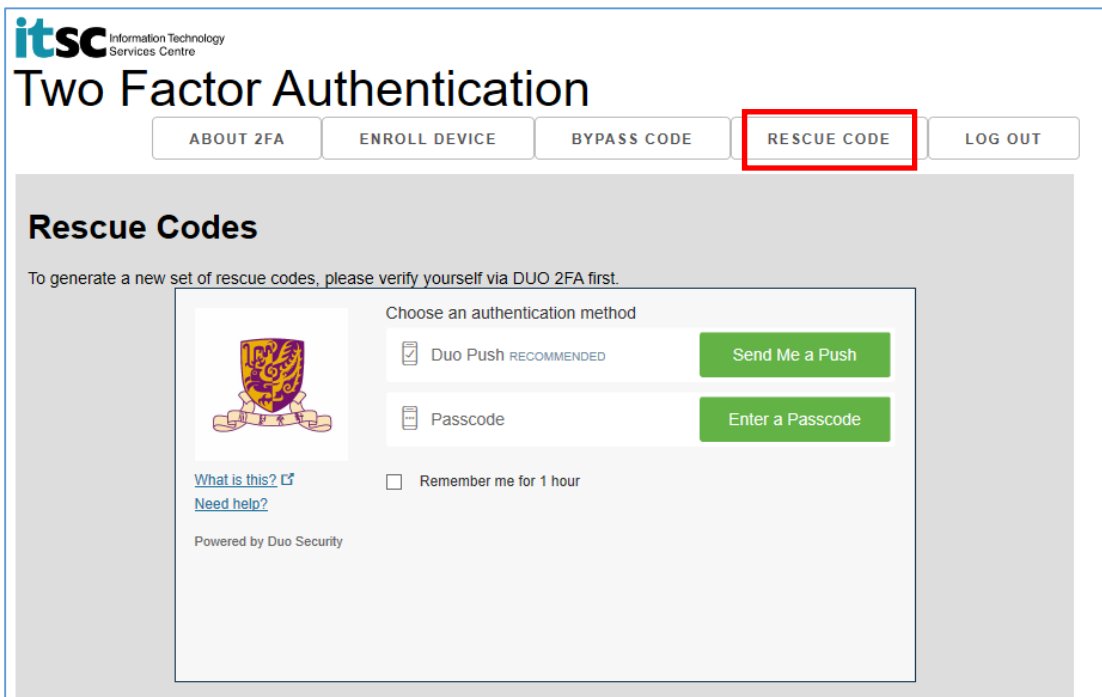 itsc Information Technology
Services Centre
Two Factor Authentication
ABOUT 2FA ENROLL DEVICE BYPASS CODE RESCUE CODE LOG OUT
Rescue Codes
To generate a new set of rescue codes, please verify yourself via DUO 2FA first.
Choose an authentication method
Duo Push RECOMMENDED Send Me a Push
Passcode Enter a Passcode
What is this?
Remember me for 1 hour
Need help?
Powered by Duo Security